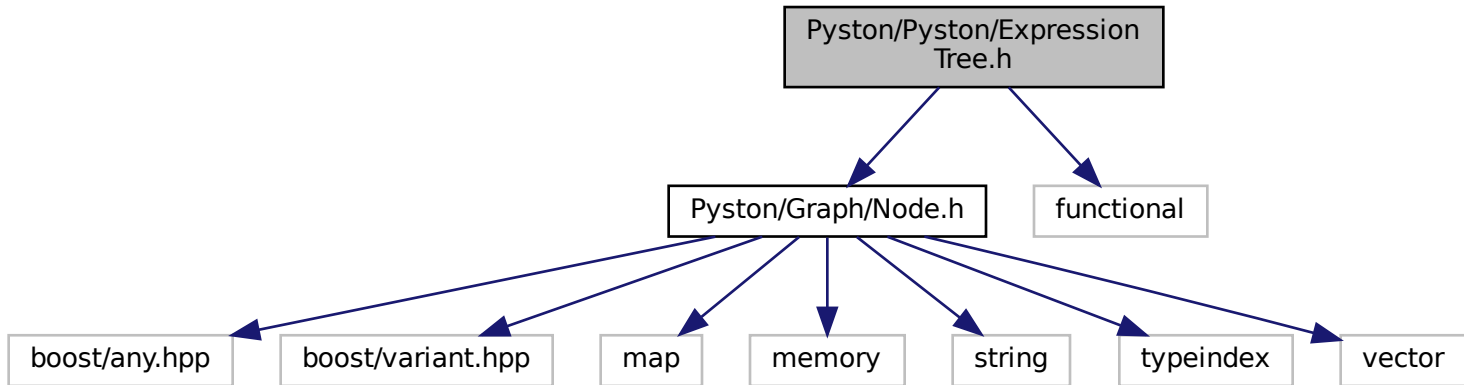 Pyston/Pyston/Expression
Tree.h
Pyston/Graph/Node.h
functional
boost/any.hpp
boost/variant.hpp
map
memory
string
typeindex
vector